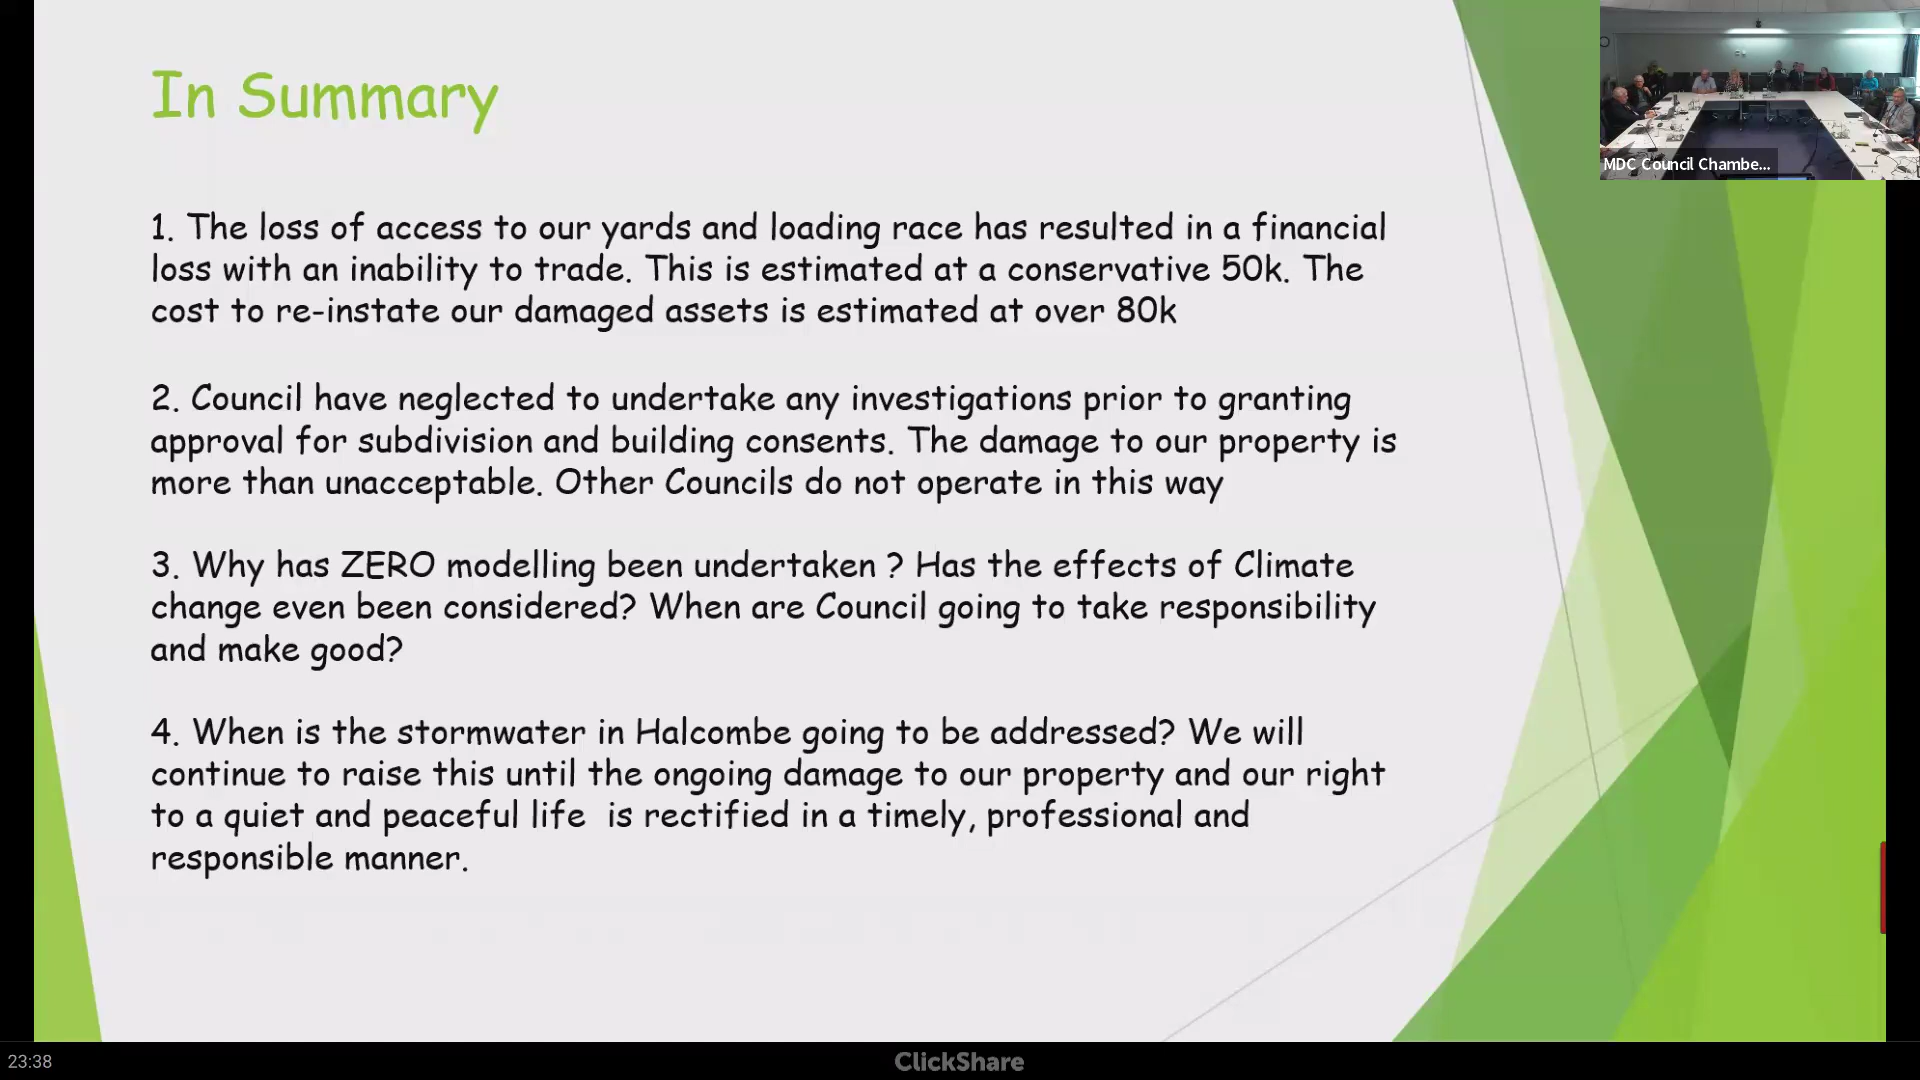 In Summary
1. The loss of access to our yards and loading race has resulted in a financial
loss with an inability to trade. This is estimated at a conservative 50k. The
cost to re-instate our damaged assets is estimated at over 80k
2. Council have neglected to undertake any investigations prior to granting
approval for subdivision and building consents. The damage to our property is
more than unacceptable. Other Councils do not operate in this way
3. Why has ZERO modelling been undertaken ? Has the effects of Climate
change even been considered? When are Council going to take responsibility
and make good?
4. When is the stormwater in Halcombe going to be addressed? We will
continue to raise this until the ongoing damage to our property and our right
to a quiet and peaceful life  is rectified in a timely, professional and
responsible manner.
MDC Council Chambe...
23:38
ClickShare